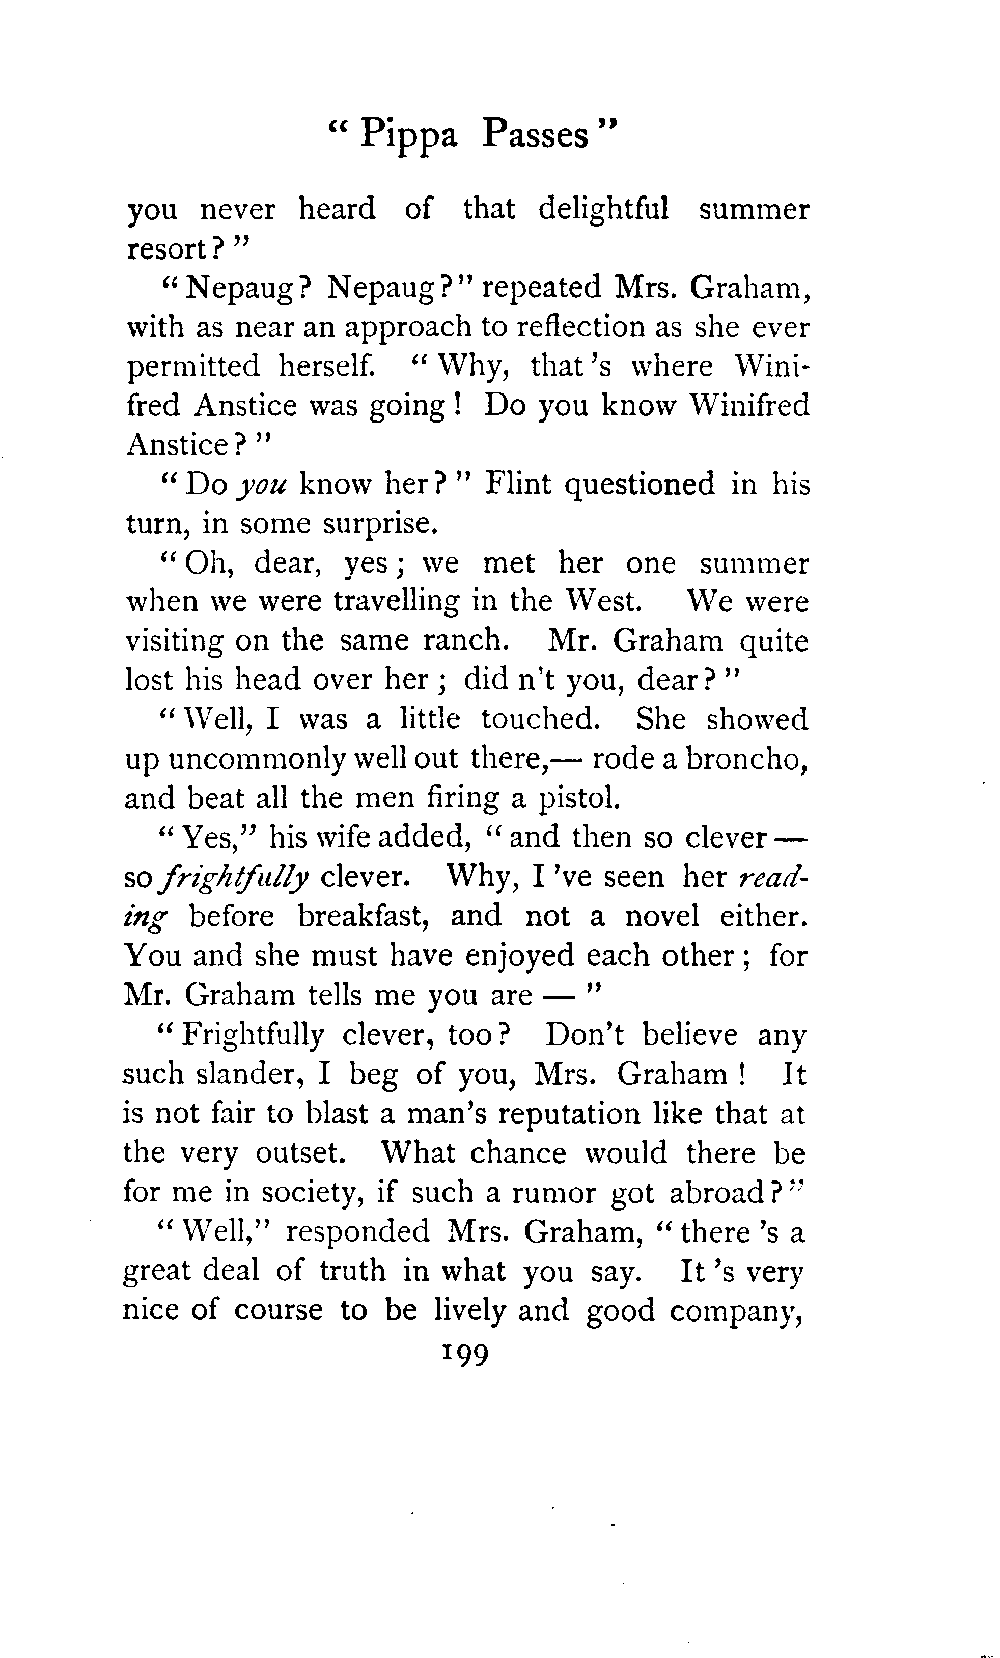 " Pippa Passes "
you never heard of that delightful summer
resort? "
" Nepaug? Nepaug?" repeated Mrs. Graham,
with as near an approach to reflection as she ever
permitted herself. " Why, that 's where Wini-
fred Anstice was going ! Do you know Winifred
Anstice? "
" Do you know her? " Flint questioned in his
turn, in some surprise.
" Oh, dear, yes ; we met her one summer
when we were travelling in the West. We were
visiting on the same ranch. Mr. Graham quite
lost his head over her ; did n't you, dear? "
" Well, I was a little touched. She showed
up uncommonly well out there,— rode a broncho,
and beat all the men firing a pistol.
" Yes," his wife added, " and then so clever —
so frightfully clever. Why, I 've seen her read-
ing before breakfast, and not a novel either.
You and she must have enjoyed each other ; for
Mr. Graham tells me you are — "
" Frightfully clever, too? Don't believe any
such slander, I beg of you, Mrs. Graham ! It
is not fair to blast a man's reputation like that at
the very outset. What chance would there be
for me in society, if such a rumor got abroad?"
" Well," responded Mrs. Graham, " there 's a
great deal of truth in what you say. It 's very
nice of course to be lively and good company,
199